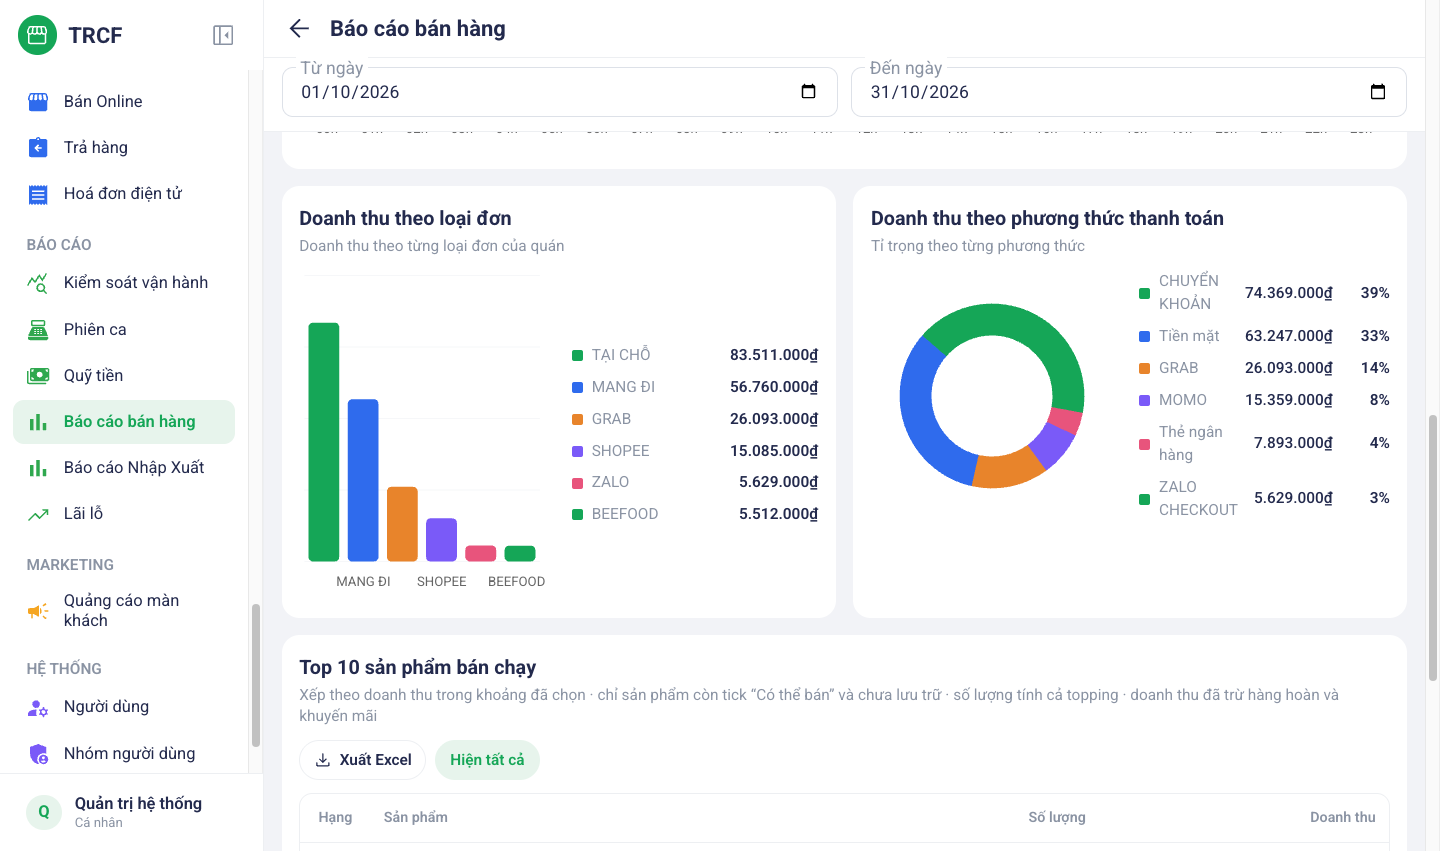 TRCF
Báo cáo bán hàng
Từ ngày
01/10/2026
Đến ngày
31/10/2026
Bán Online
Trả hàng
Hoá đơn điện tử
BÁO CÁO
Kiểm soát vận hành
Phiên ca
Quỹ tiền
Báo cáo bán hàng
Báo cáo Nhập Xuất
Lãi lỗ
MARKETING
Quảng cáo màn
khách
HỆ THỐNG
Người dùng
Nhóm người dùng
Q
Quản trị hệ thống
Cá nhân
Doanh thu theo loại đơn
Doanh thu theo từng loại đơn của quán
TẠI CHỖ 83.511.000₫
MANG ĐI 56.760.000₫
GRAB 26.093.000₫
SHOPEE 15.085.000₫
ZALO 5.629.000₫
BEEFOOD 5.512.000₫
MANG ĐI SHOPEE BEEFOOD
Doanh thu theo phương thức thanh toán
Tỉ trọng theo từng phương thức
CHUYỂN
KHOẢN 74.369.000₫ 39%
Tiền mặt 63.247.000₫ 33%
GRAB 26.093.000₫ 14%
MOMO 15.359.000₫ 8%
Thẻ ngân
hàng 7.893.000₫ 4%
ZALO
CHECKOUT 5.629.000₫ 3%
Top 10 sản phẩm bán chạy
Xếp theo doanh thu trong khoảng đã chọn · chỉ sản phẩm còn tick “Có thể bán” và chưa lưu trữ · số lượng tính cả topping · doanh thu đã trừ hàng hoàn và
khuyến mãi
Xuất Excel
Hiện tất cả
Hạng Sản phẩm Số lượng Doanh thu